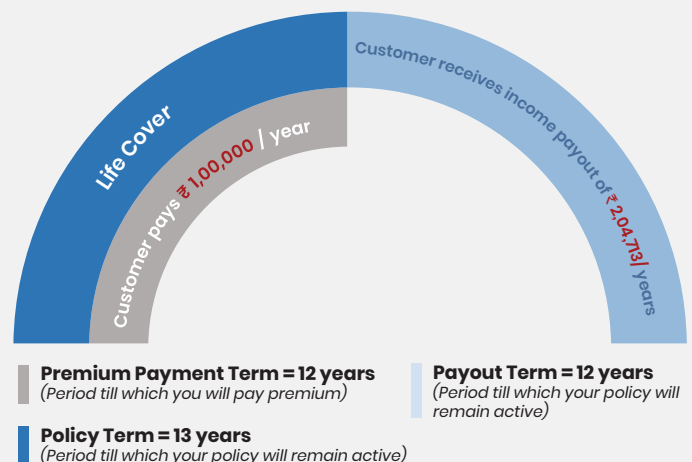 Life Cover
Customer pays ₹ 1,00,000 / year
Customer receives income payout of ₹ 2,04,713/ years
Premium Payment Term = 12 years
(Period till which you will pay premium)
Payout Term = 12 years
(Period till which your policy will
remain active)
Policy Term = 13 years
(Period till which your policy will remain active)